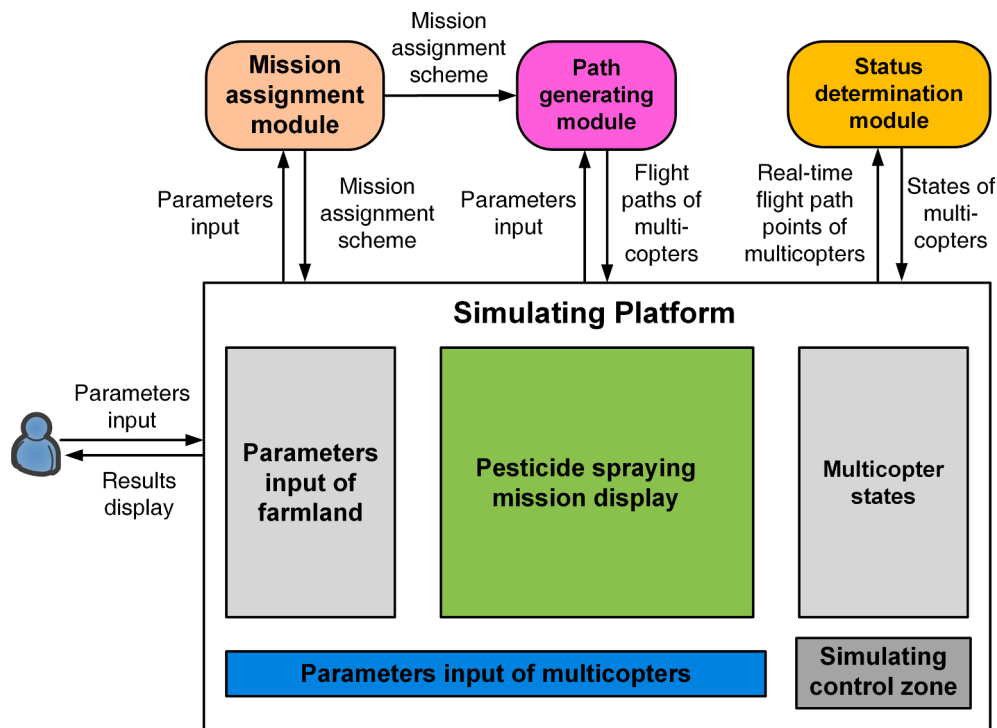 Mission
assignment
module
Mission
assignment
scheme
Path
generating
module
Status
determination
module
Parameters
input
Mission
assignment
scheme
Parameters
input
Flight
paths of
multi-
copters
Real-time
flight path
points of
multicopters
States of
multi-
copters
Simulating Platform
Parameters
input
Results
display
Parameters
input of
farmland
Pesticide spraying
mission display
Multicopter
states
Parameters input of multicopters
Simulating
control zone